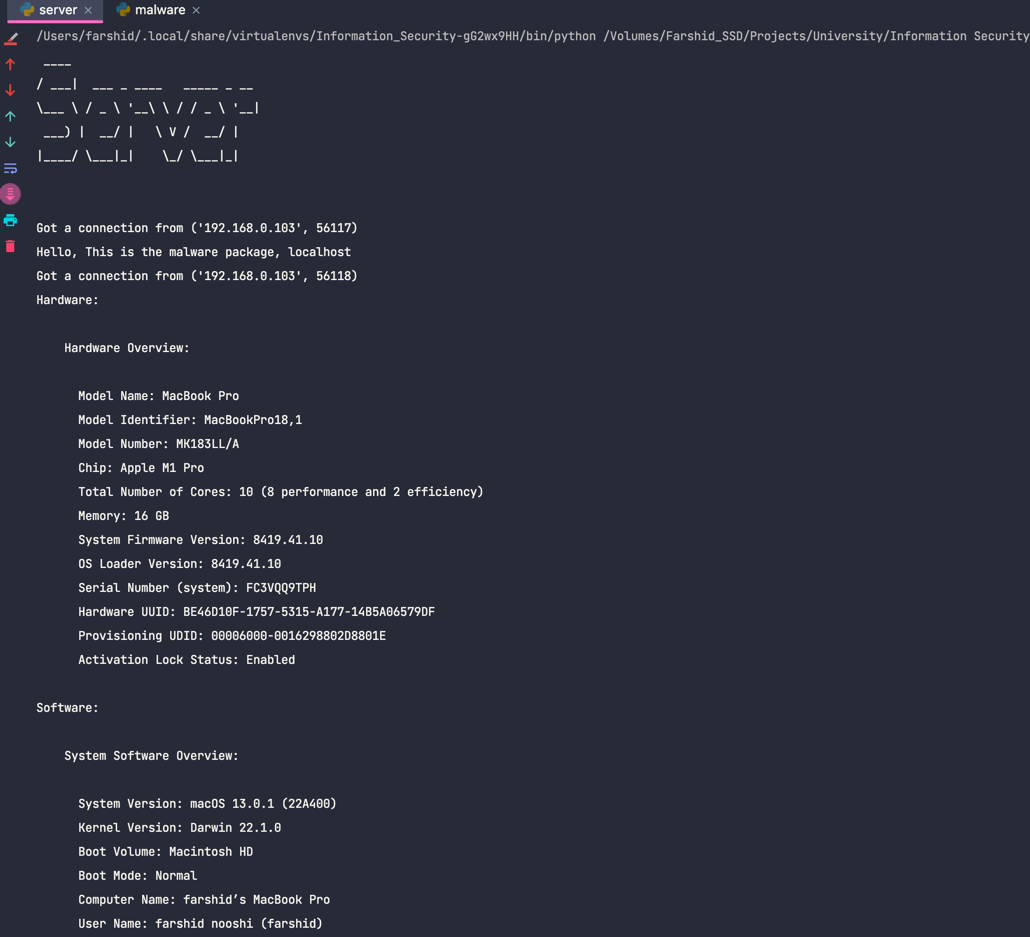 server × malware ×
/Users/farshid/.local/share/virtualenvs/Information_Security-gG2wx9HH/bin/python /Volumes/Farshid_SSD/Projects/University/Information Security
 ____
/ ___|  ___ _ ____   _____ _ __
\___ \ / _ \ '__\ \ / / _ \ '__|
 ___) |  __/ |   \ V /  __/ |
|____/ \___|_|    \_/ \___|_|
Got a connection from ('192.168.0.103', 56117)
Hello, This is the malware package, localhost
Got a connection from ('192.168.0.103', 56118)
Hardware:
Hardware Overview:
Model Name: MacBook Pro
Model Identifier: MacBookPro18,1
Model Number: MK183LL/A
Chip: Apple M1 Pro
Total Number of Cores: 10 (8 performance and 2 efficiency)
Memory: 16 GB
System Firmware Version: 8419.41.10
OS Loader Version: 8419.41.10
Serial Number (system): FC3VQQ9TPH
Hardware UUID: BE46D10F-1757-5315-A177-14B5A06579DF
Provisioning UDID: 00006000-0016298802D8801E
Activation Lock Status: Enabled
Software:
System Software Overview:
System Version: macOS 13.0.1 (22A400)
Kernel Version: Darwin 22.1.0
Boot Volume: Macintosh HD
Boot Mode: Normal
Computer Name: farshid’s MacBook Pro
User Name: farshid nooshi (farshid)